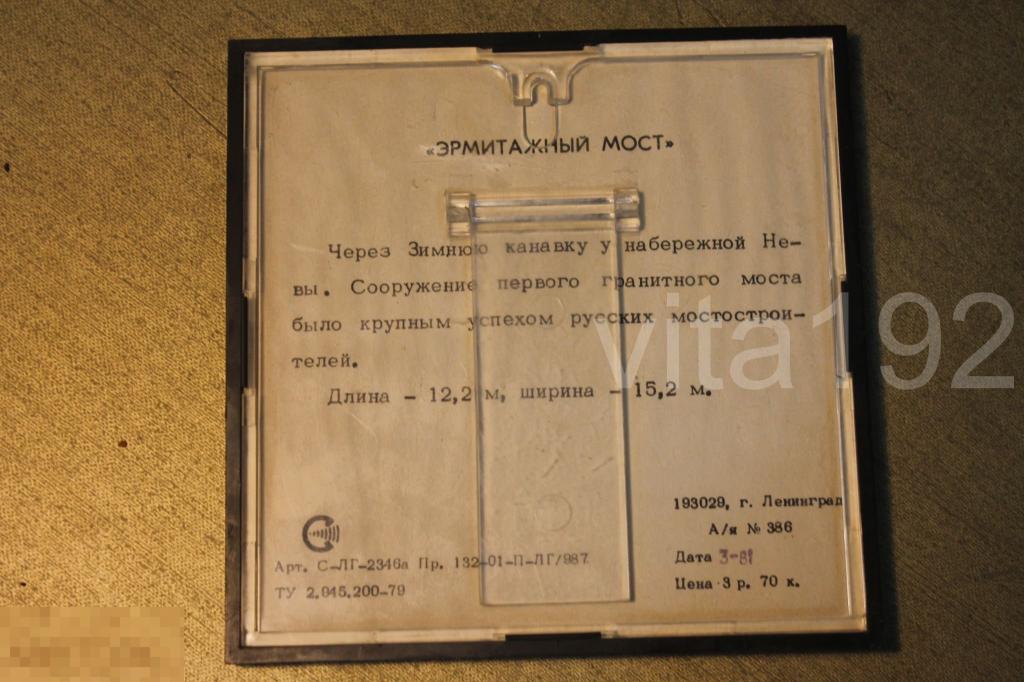 «ЭРМИТАЖНЫЙ МОСТ»
Через Зимнюю канавку у набережной Не-
вы. Сооружение первого гранитного моста
было крупным успехом русских мостострои-
телей.
Длина - 12,2 м, ширина - 15,2 м.
vita192
193029, г. Ленинград
А/я № 386
Арт. С-ЛГ-2346а Пр. 132-01-П-ЛГ/987
Дата 3-81
ТУ 2.945.200-79
Цена 3 р. 70 к.